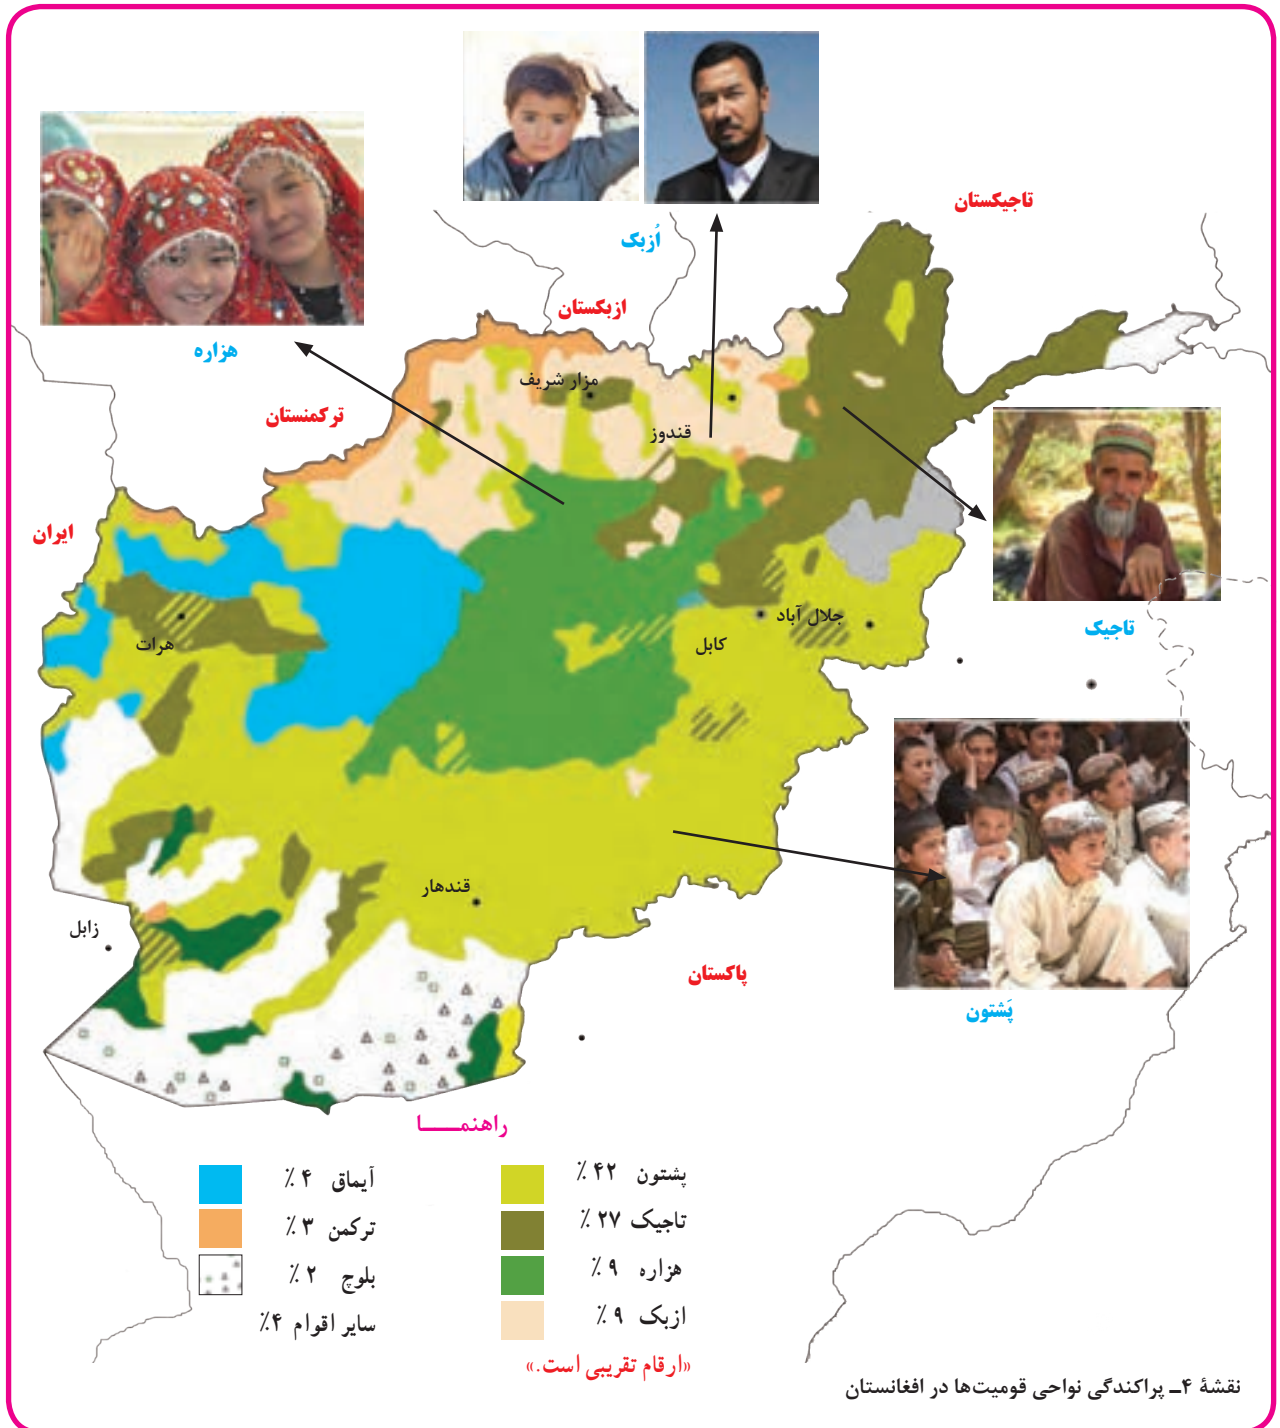 تاجیکستان
اُزبک
ازبکستان
هزاره
مزار شریف
ترکمنستان
قندوز
ایران
جلال آباد
تاجیک
هرات
کابل
قندهار
زابل
پاکستان
پَشتون
راهنمــــا
پشتون ۴۲ ٪
تاجیک ۲۷ ٪
هزاره ۹ ٪
ازبک ۹ ٪
آیماق ۴ ٪
ترکمن ۳ ٪
بلوچ ۲ ٪
سایر اقوام ۴٪
«ارقام تقریبی است.»
نقشهٔ ۴ــ پراکندگی نواحی قومیت‌ها در افغانستان